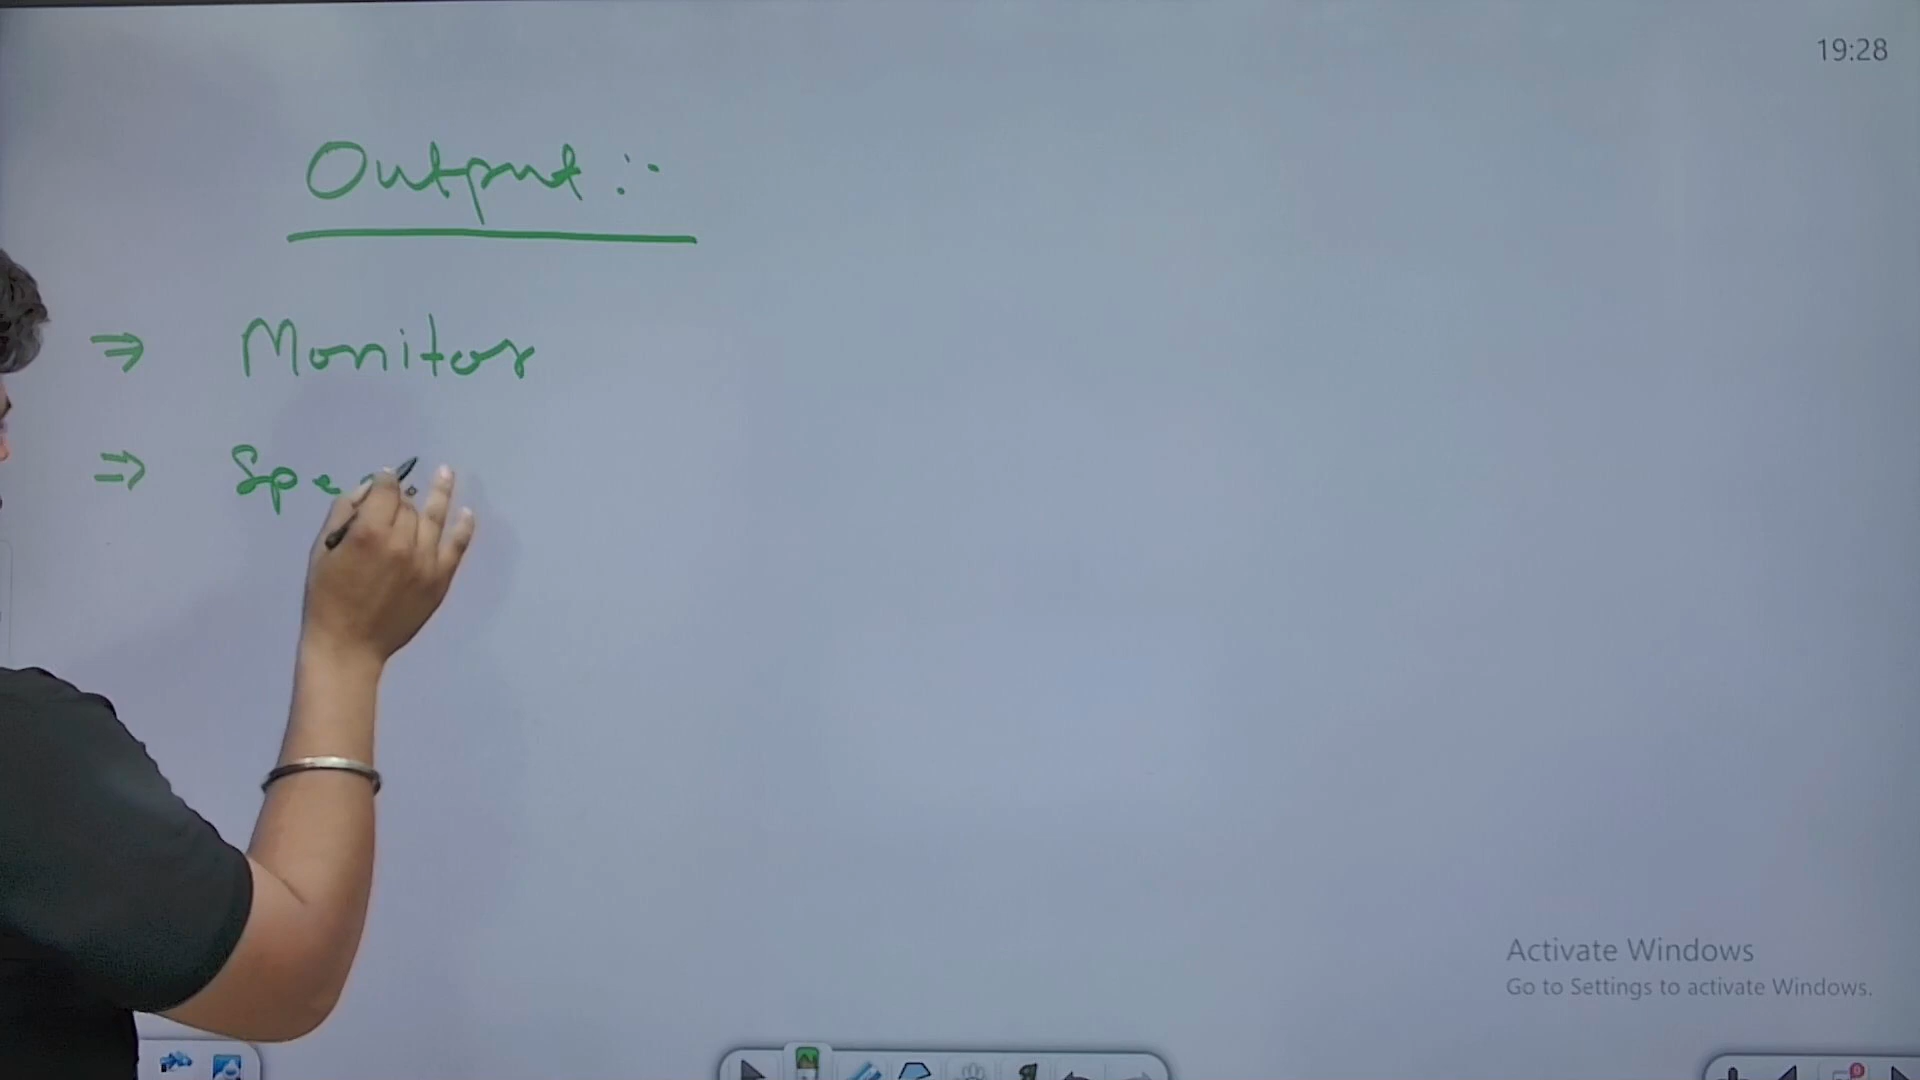 19:28
Output :-
⇒ Monitor
⇒
Activate Windows
Go to Settings to activate Windows.